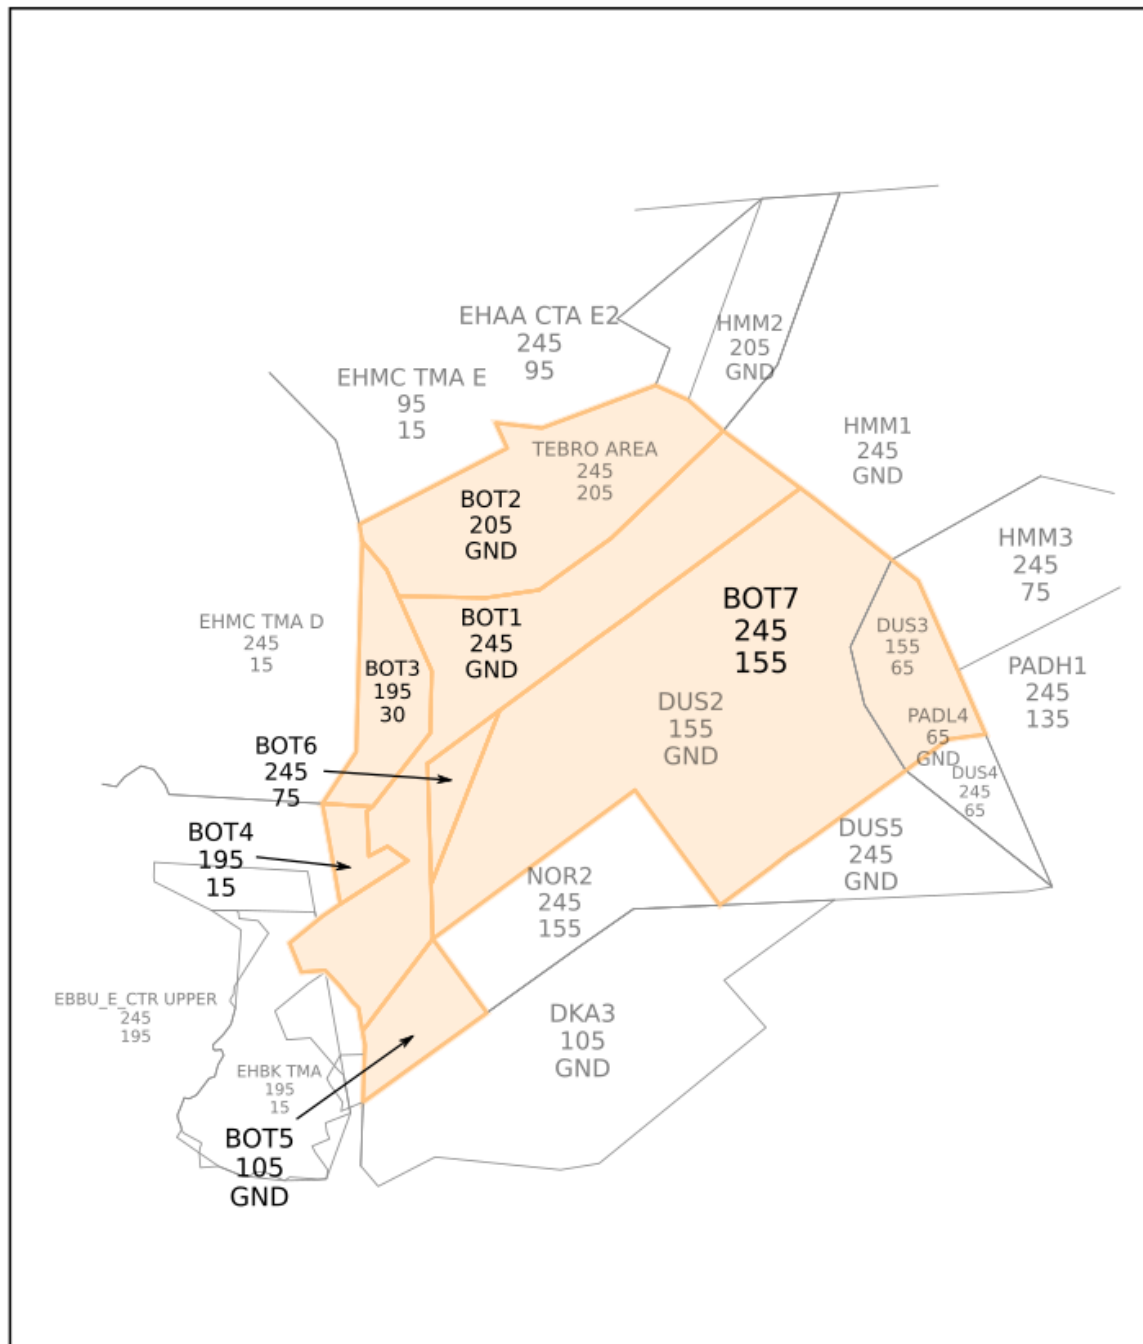 EHAA CTA E2
245
95
HMM2
205
GND
EHMC TMA E
95
15
HMM1
245
GND
TEBRO AREA
245
205
BOT2
205
GND
HMM3
245
75
BOT7
245
155
EHMC TMA D
245
15
BOT1
245
GND
DUS3
155
65
BOT3
195
30
PADH1
245
135
DUS2
155
GND
PADL4
65
GND
BOT6
245
75
DUS4
245
65
BOT4
195
15
DUS5
245
GND
NOR2
245
155
EBBU_E_CTR UPPER
245
195
DKA3
105
GND
EHBK TMA
195
15
BOT5
105
GND